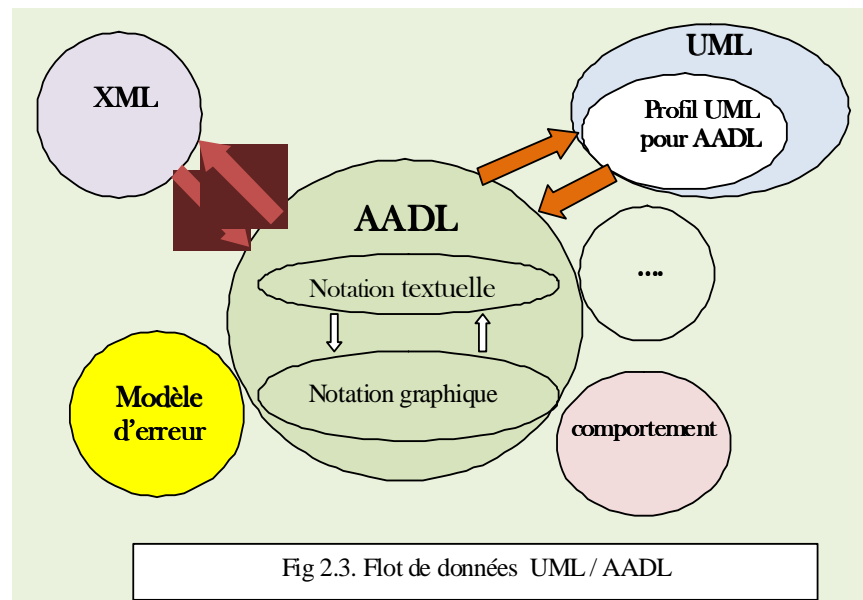 UML
XML
Profil UML
pour AADL
AADL
....
Notation textuelle
Notation graphique
Modèle
d'erreur
comportement
Fig 2.3. Flot de données UML / AADL